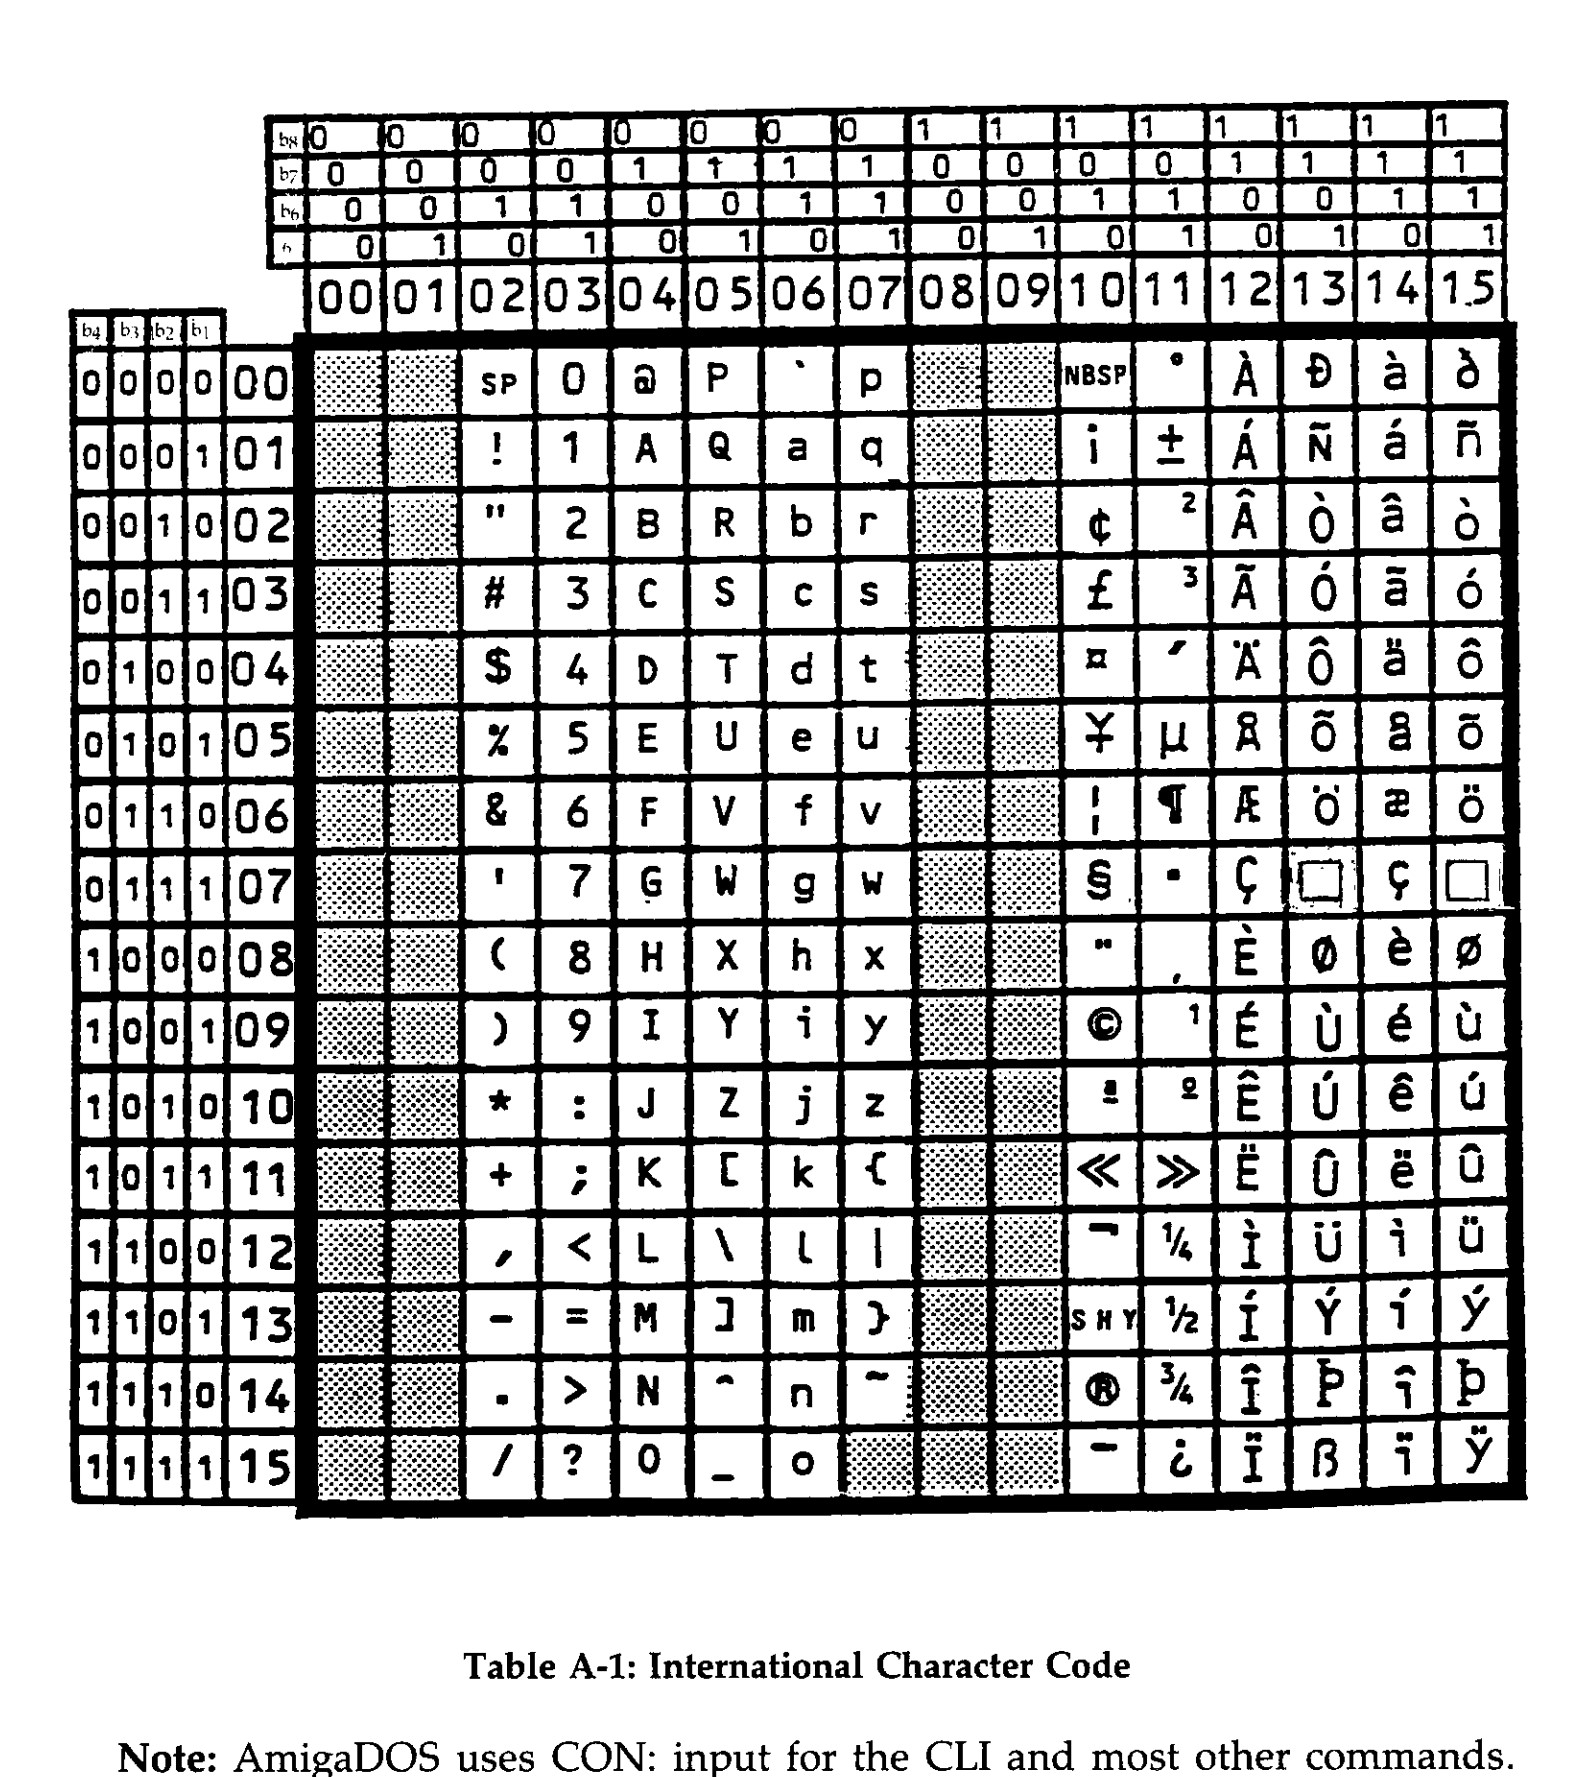 b8 0 0 0 0 0 0 0 0 1 1 1 1 1 1 1 1
b7 0 0 0 0 1 1 1 1 0 0 0 0 1 1 1 1
b6 0 0 1 1 0 0 1 1 0 0 1 1 0 0 1 1
0 1 0 1 0 1 0 1 0 1 0 1 0 1 0 1
00 01 02 03 04 05 06 07 08 09 10 11 12 13 14 15
b4 b3 b2 b1
0 0 0 0 00 SP 0 @ P ` p NBSP ° À Ð à ð
0 0 0 1 01 ! 1 A Q a q ¡ ± Á Ñ á ñ
0 0 1 0 02 " 2 B R b r ¢ ² Â Ò â ò
0 0 1 1 03 # 3 C S c s £ ³ Ã Ó ã ó
0 1 0 0 04 $ 4 D T d t ¤ ´ Ä Ô ä ô
0 1 0 1 05 % 5 E U e u ¥ µ Å Õ å õ
0 1 1 0 06 & 6 F V f v ¦ ¶ Æ Ö æ ö
0 1 1 1 07 ' 7 G W g w § · Ç □ ç □
1 0 0 0 08 ( 8 H X h x ¨ ¸ È Ø è ø
1 0 0 1 09 ) 9 I Y i y © ¹ É Ù é ù
1 0 1 0 10 * : J Z j z ª º Ê Ú ê ú
1 0 1 1 11 + ; K [ k { « » Ë Û ë û
1 1 0 0 12 , < L \ l | ¬ ¼ Ì Ü ì ü
1 1 0 1 13 - = M ] m } SHY ½ Í Ý í ý
1 1 1 0 14 . > N ^ n ~ ® ¾ Î Þ î þ
1 1 1 1 15 / ? O _ o ¯ ¿ Ï ß ï ÿ
Table A-1: International Character Code
Note: AmigaDOS uses CON: input for the CLI and most other commands.